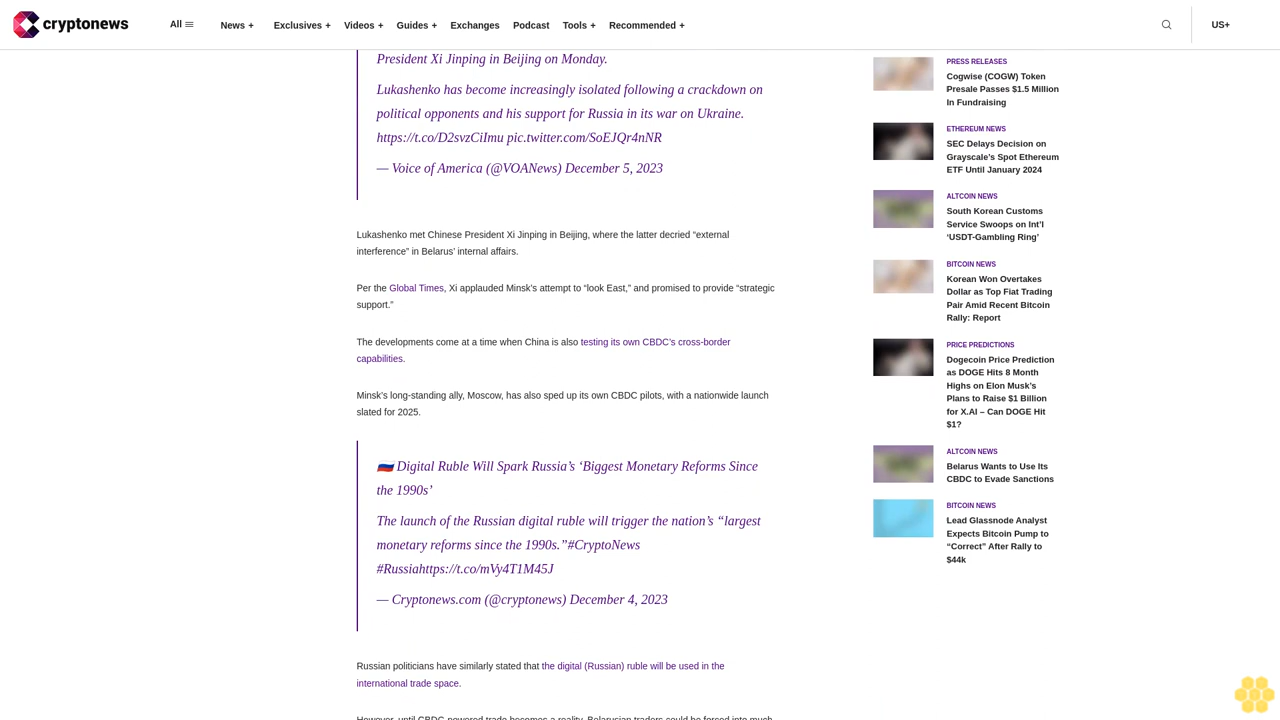 cryptonews
All
News +
Exclusives +
Videos +
Guides +
Exchanges
Podcast
Tools +
Recommended +
US+
President Xi Jinping in Beijing on Monday.
Lukashenko has become increasingly isolated following a crackdown on
political opponents and his support for Russia in its war on Ukraine.
https://t.co/D2svzCiImu pic.twitter.com/SoEJQr4nNR
— Voice of America (@VOANews) December 5, 2023
Lukashenko met Chinese President Xi Jinping in Beijing, where the latter decried “external
interference” in Belarus’ internal affairs.
Per the Global Times, Xi applauded Minsk’s attempt to “look East,” and promised to provide “strategic
support.”
The developments come at a time when China is also testing its own CBDC’s cross-border
capabilities.
Minsk’s long-standing ally, Moscow, has also sped up its own CBDC pilots, with a nationwide launch
slated for 2025.
🇷🇺 Digital Ruble Will Spark Russia’s ‘Biggest Monetary Reforms Since
the 1990s’
The launch of the Russian digital ruble will trigger the nation’s “largest
monetary reforms since the 1990s.”#CryptoNews
#Russiahttps://t.co/mVy4T1M45J
— Cryptonews.com (@cryptonews) December 4, 2023
Russian politicians have similarly stated that the digital (Russian) ruble will be used in the
international trade space.
However, until CBDC-powered trade becomes a reality, Belarusian traders could be forced into much
PRESS RELEASES
Cogwise (COGW) Token
Presale Passes $1.5 Million
In Fundraising
ETHEREUM NEWS
SEC Delays Decision on
Grayscale’s Spot Ethereum
ETF Until January 2024
ALTCOIN NEWS
South Korean Customs
Service Swoops on Int’l
‘USDT-Gambling Ring’
BITCOIN NEWS
Korean Won Overtakes
Dollar as Top Fiat Trading
Pair Amid Recent Bitcoin
Rally: Report
PRICE PREDICTIONS
Dogecoin Price Prediction
as DOGE Hits 8 Month
Highs on Elon Musk’s
Plans to Raise $1 Billion
for X.AI – Can DOGE Hit
$1?
ALTCOIN NEWS
Belarus Wants to Use Its
CBDC to Evade Sanctions
BITCOIN NEWS
Lead Glassnode Analyst
Expects Bitcoin Pump to
“Correct” After Rally to
$44k